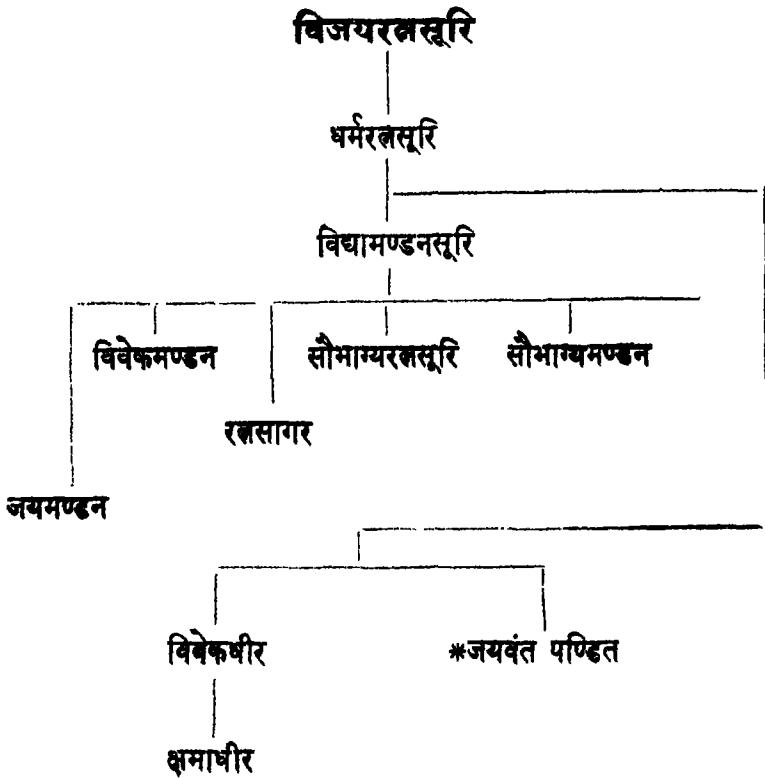 विजयरत्नसूरि
धर्मरत्नसूरि
विद्यामण्डनसूरि
विवेकमण्डन सौभाग्यरत्नसूरि सौभाग्यमण्डन
रत्नसागर
जयमण्डन
विवेकधीर *जयवंत पण्डित
क्षमाधीर